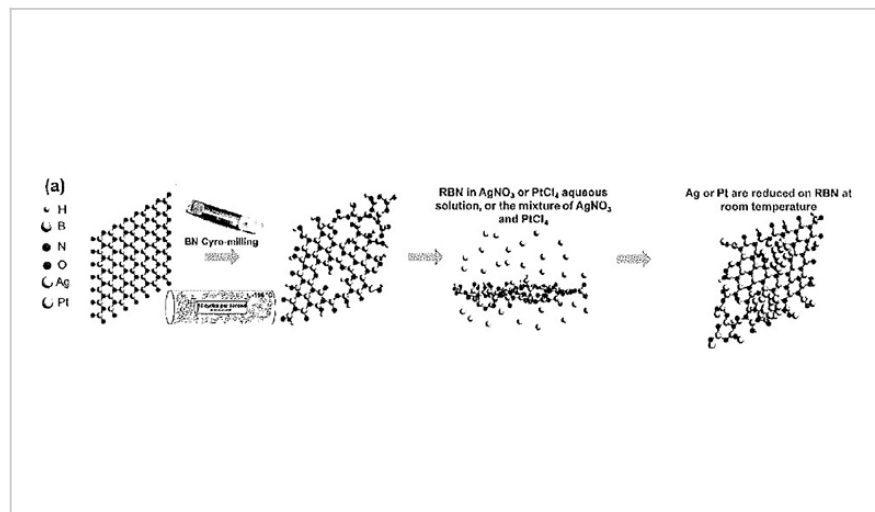 (a)
H
B
N
O
Ag
Pt
BN Cyro-milling
-196 °C
RBN in AgNO₃ or PtCl₄ aqueous
solution, or the mixture of AgNO₃
and PtCl₄
Ag or Pt are reduced on RBN at
room temperature